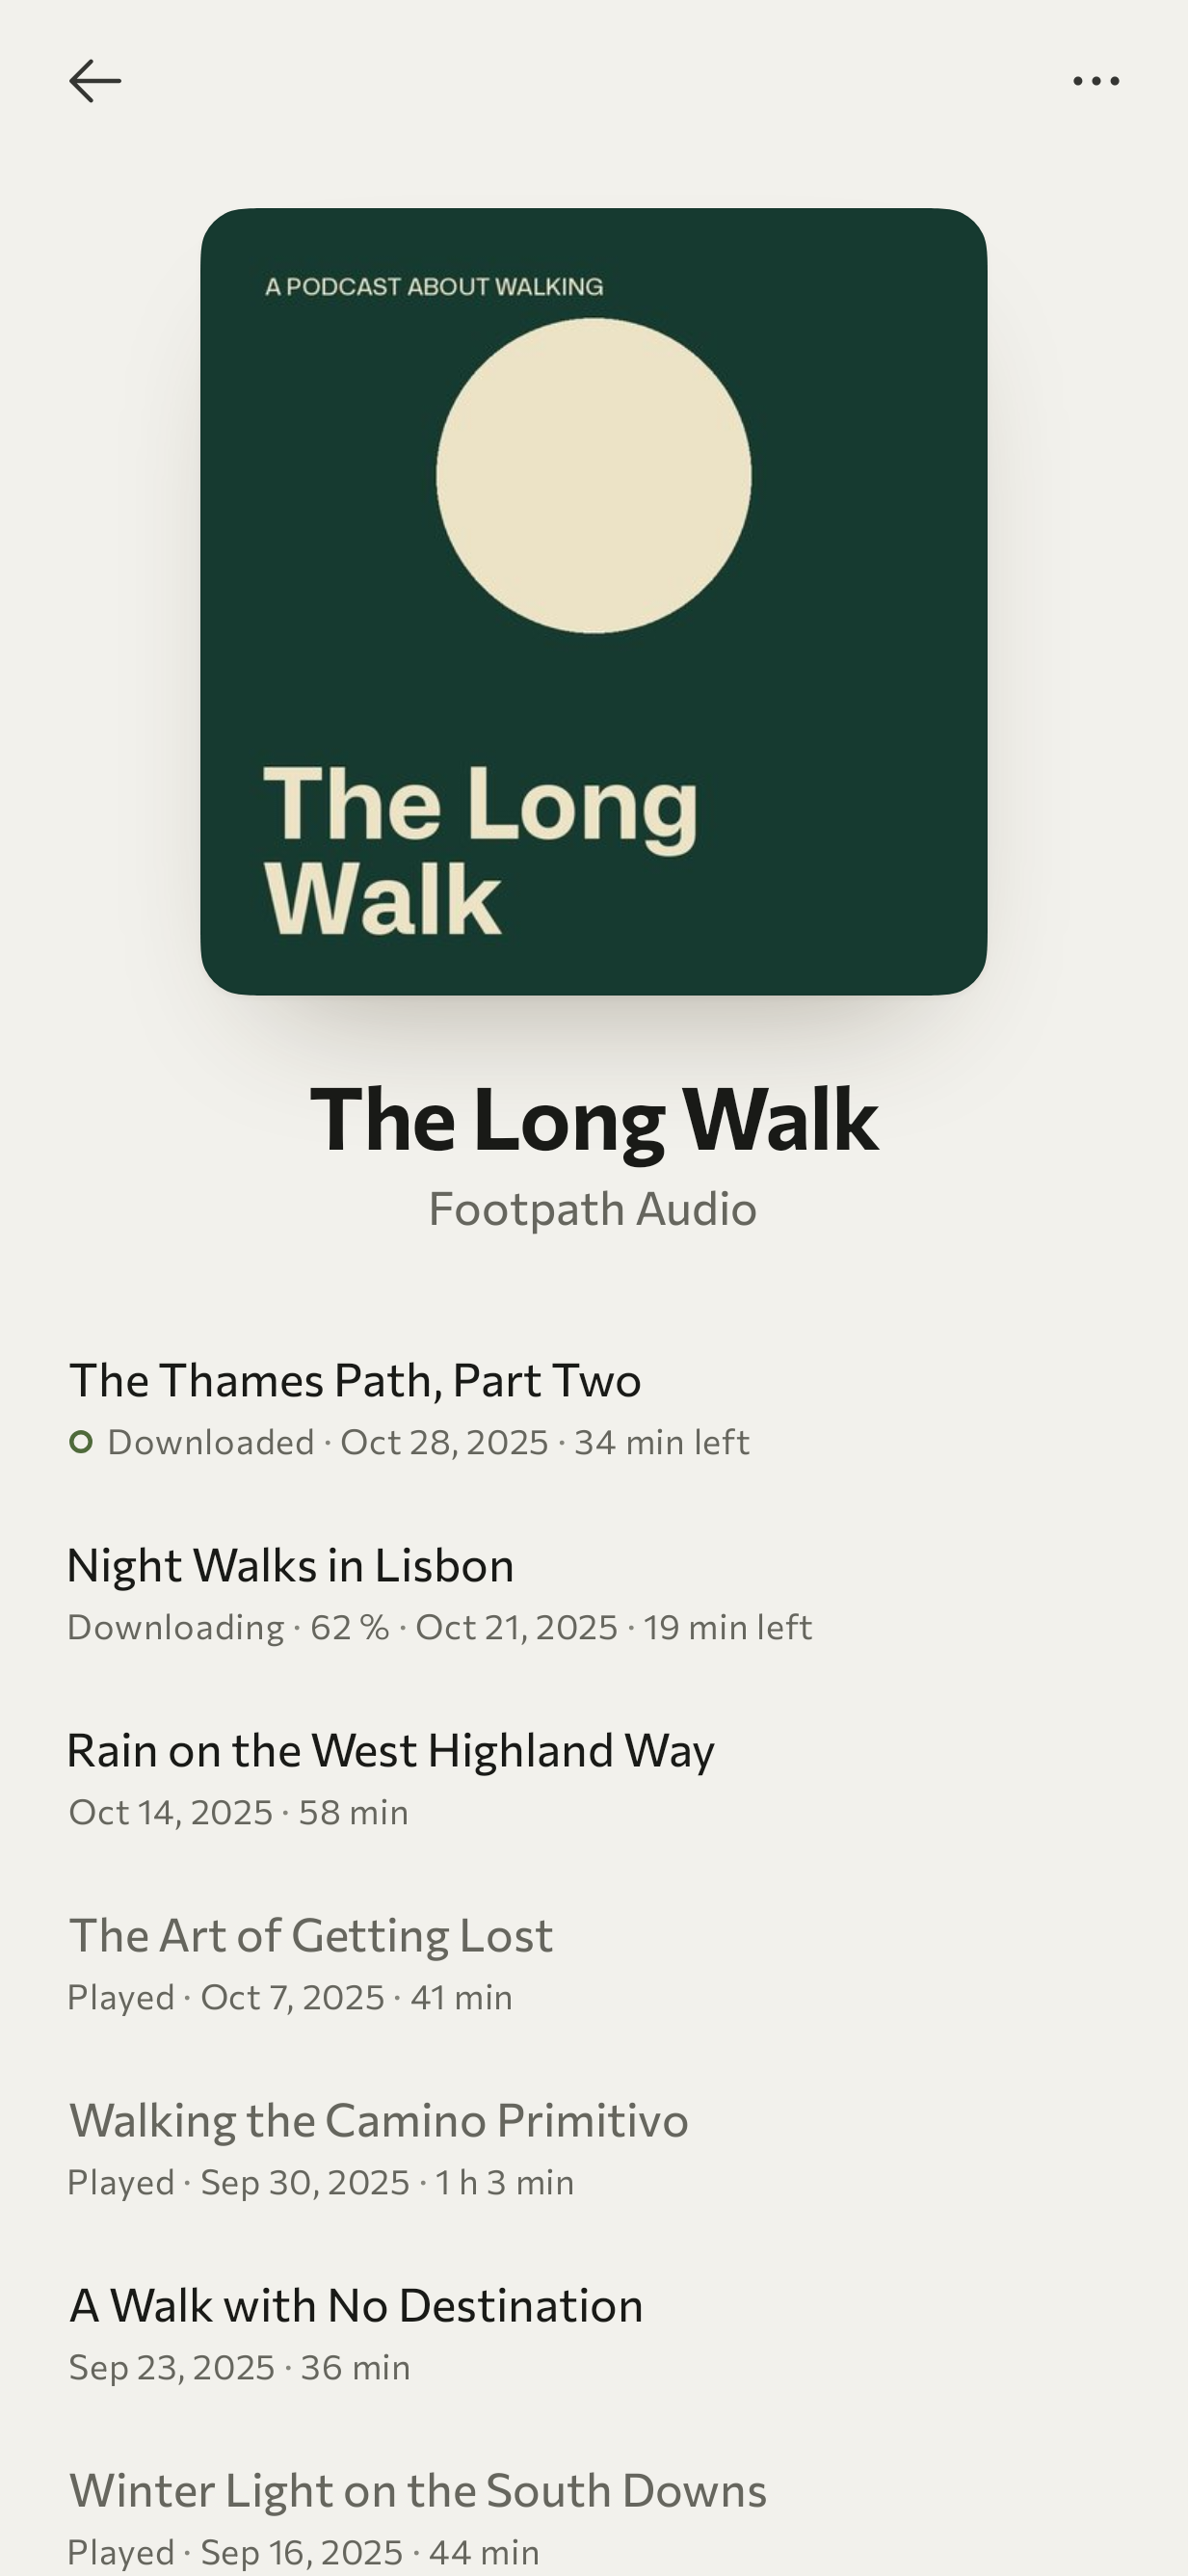 A PODCAST ABOUT WALKING
The Long
Walk
The Long Walk
Footpath Audio
The Thames Path, Part Two
Downloaded · Oct 28, 2025 · 34 min left
Night Walks in Lisbon
Downloading · 62 % · Oct 21, 2025 · 19 min left
Rain on the West Highland Way
Oct 14, 2025 · 58 min
The Art of Getting Lost
Played · Oct 7, 2025 · 41 min
Walking the Camino Primitivo
Played · Sep 30, 2025 · 1 h 3 min
A Walk with No Destination
Sep 23, 2025 · 36 min
Winter Light on the South Downs
Played · Sep 16, 2025 · 44 min